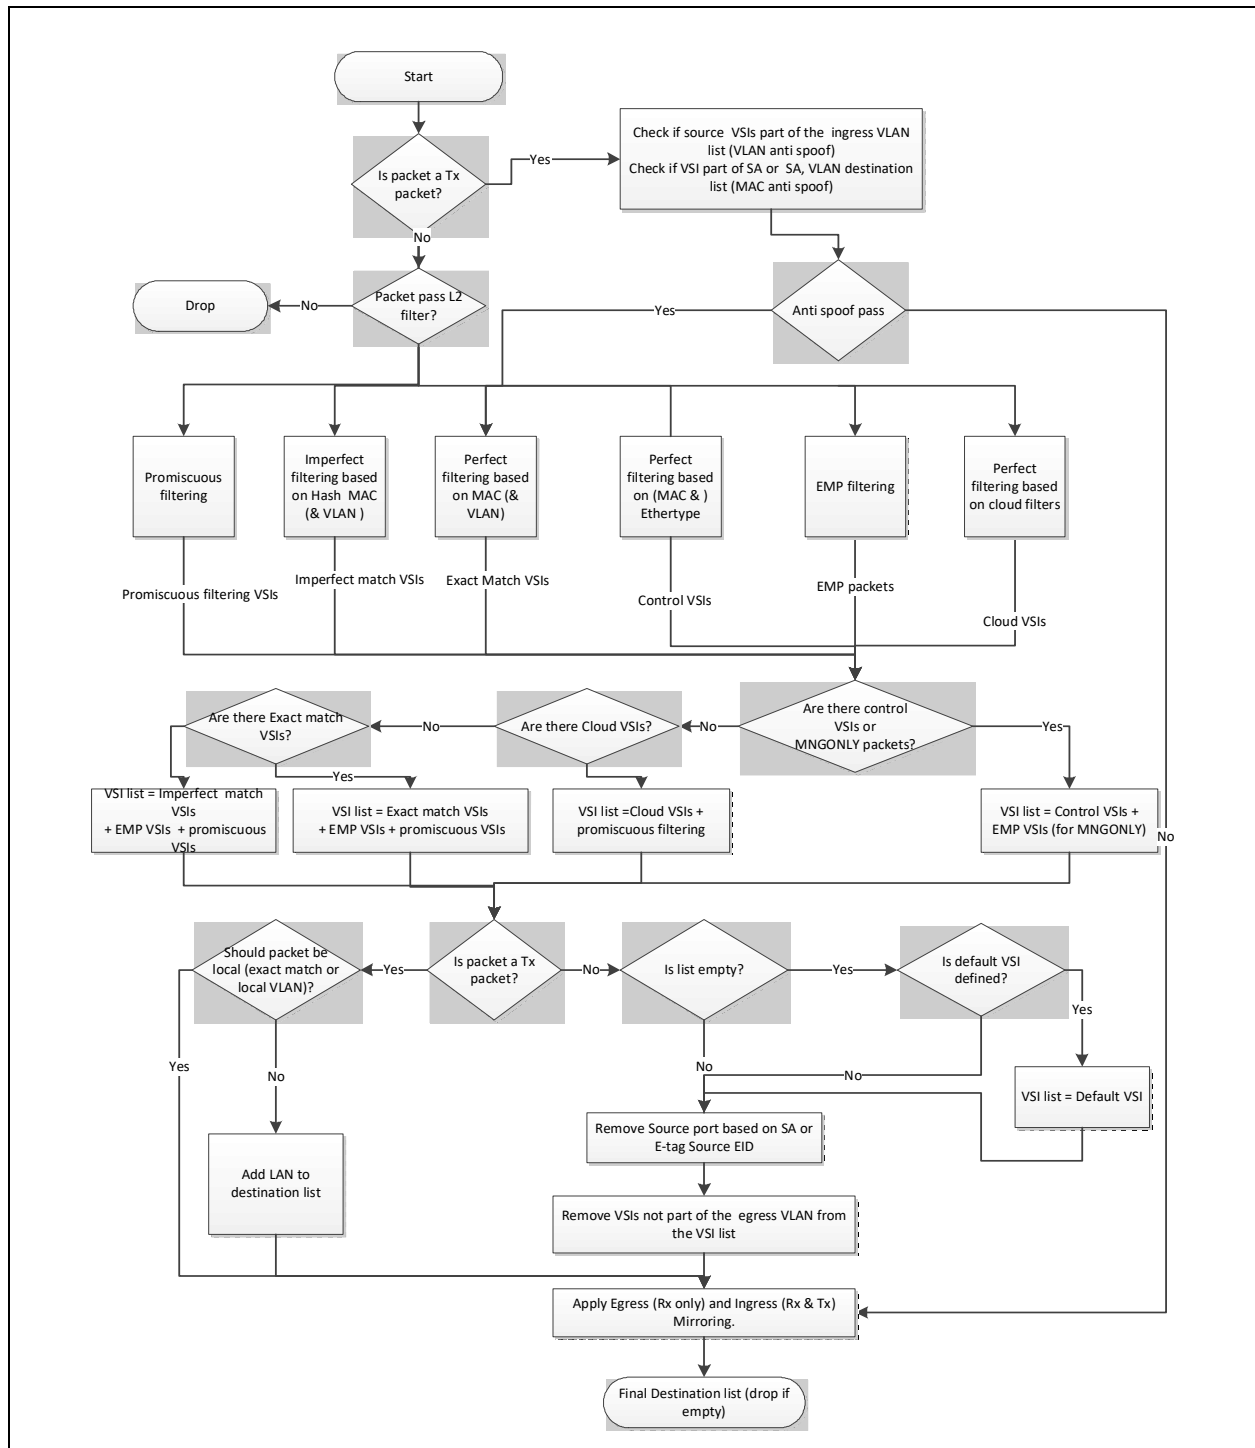 Start
Is packet a Tx
packet?
Yes
Check if source VSIs part of the ingress VLAN
list (VLAN anti spoof)
Check if VSI part of SA or SA, VLAN destination
list (MAC anti spoof)
No
Packet pass L2
filter?
No
Drop
Anti spoof pass
Yes
Promiscuous
filtering
Imperfect
filtering based
on Hash MAC
(& VLAN )
Perfect
filtering based
on MAC (&
VLAN)
Perfect
filtering based
on (MAC & )
Ethertype
EMP filtering
Perfect
filtering based
on cloud filters
Promiscuous filtering VSIs
Imperfect match VSIs
Exact Match VSIs
Control VSIs
EMP packets
Cloud VSIs
Are there Exact match
VSIs?
No
Are there Cloud VSIs?
No
Are there control
VSIs or
MNGONLY packets?
Yes
Yes
VSI list = Imperfect match
VSIs
+ EMP VSIs + promiscuous
VSIs
VSI list = Exact match VSIs
+ EMP VSIs + promiscuous VSIs
VSI list =Cloud VSIs +
promiscuous filtering
VSI list = Control VSIs +
EMP VSIs (for MNGONLY)
No
Should packet be
local (exact match or
local VLAN)?
Yes
Is packet a Tx
packet?
No
Is list empty?
Yes
Is default VSI
defined?
Yes
Yes
No
No
No
VSI list = Default VSI
Remove Source port based on SA or
E-tag Source EID
Add LAN to
destination list
Remove VSIs not part of the egress VLAN from
the VSI list
Apply Egress (Rx only) and Ingress (Rx & Tx)
Mirroring.
Final Destination list (drop if
empty)